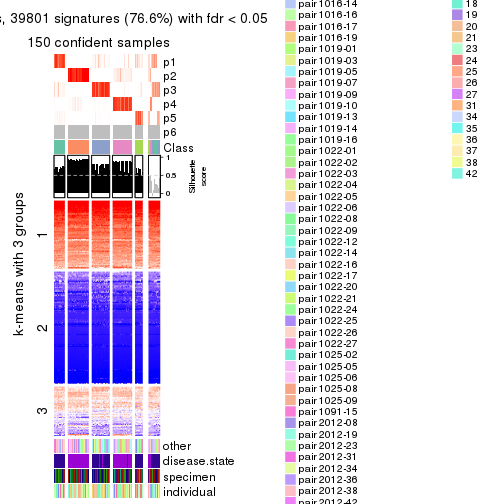 s, 39801 signatures (76.6%) with fdr < 0.05
150 confident samples
p1
p2
p3
p4
p5
p6
Class
1
0.5
0
Silhouette
score
k-means with 3 groups
1
2
3
other
disease.state
specimen
individual
pair1016-14
pair1016-16
pair1016-17
pair1016-19
pair1019-01
pair1019-03
pair1019-05
pair1019-07
pair1019-09
pair1019-10
pair1019-13
pair1019-14
pair1019-16
pair1022-01
pair1022-02
pair1022-03
pair1022-04
pair1022-05
pair1022-06
pair1022-08
pair1022-09
pair1022-12
pair1022-14
pair1022-16
pair1022-17
pair1022-20
pair1022-21
pair1022-24
pair1022-25
pair1022-26
pair1022-27
pair1025-02
pair1025-05
pair1025-06
pair1025-08
pair1025-09
pair1091-15
pair2012-08
pair2012-19
pair2012-23
pair2012-31
pair2012-34
pair2012-36
pair2012-38
pair2012-42
18
19
20
21
23
24
25
26
27
31
34
35
36
37
38
42